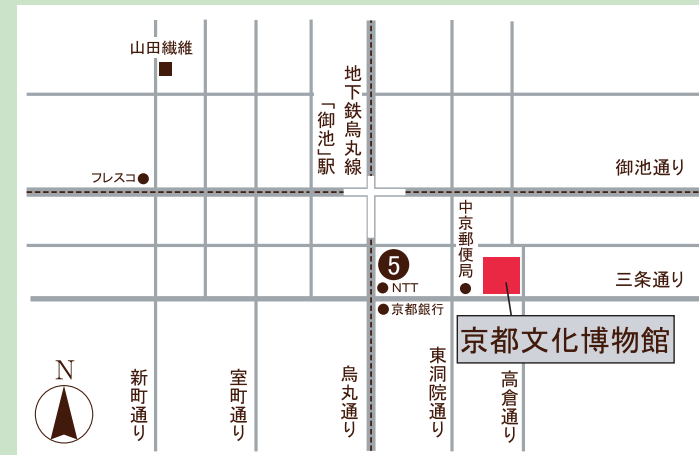 山田繊維
地下鉄烏丸線
「御池」駅
フレスコ
御池通り
中京郵便局
5
NTT
三条通り
京都銀行
京都文化博物館
N
新町通り
室町通り
烏丸通り
東洞院通り
高倉通り